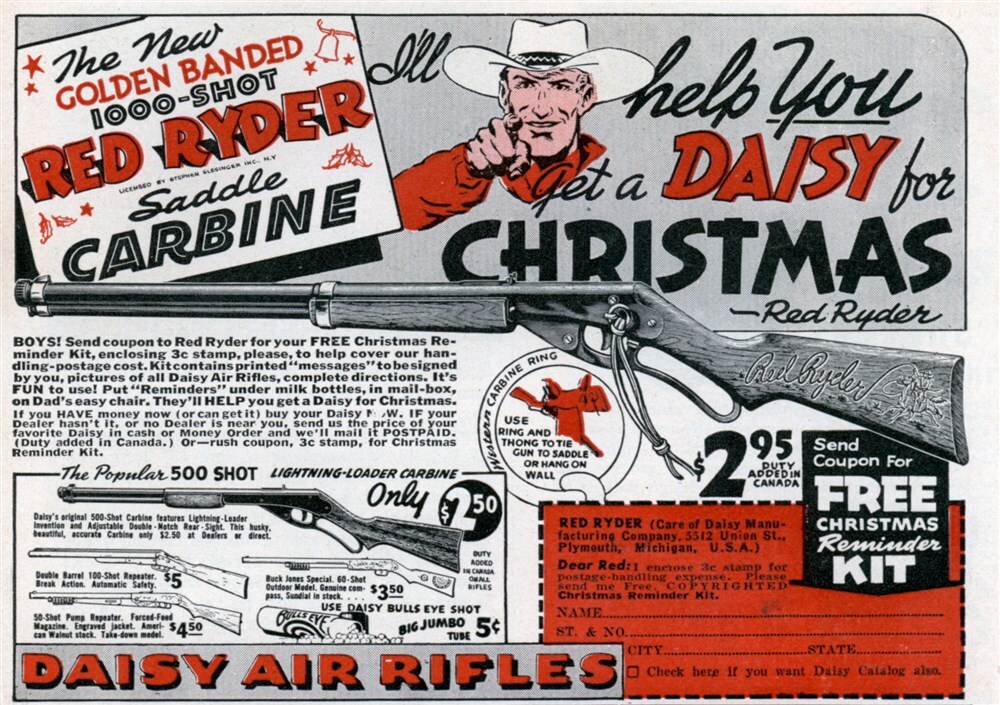 The New
GOLDEN BANDED
1000-SHOT
RED RYDER
LICENSED BY STEPHEN SLESINGER INC. N.Y.
Saddle
CARBINE
I'll
help You
get a DAISY for
CHRISTMAS
—Red Ryder
BOYS! Send coupon to Red Ryder for your FREE Christmas Re-
minder Kit, enclosing 3c stamp, please, to help cover our han-
dling-postage cost. Kit contains printed "messages" to be signed
by you, pictures of all Daisy Air Rifles, complete directions. It's
FUN to use! Put "Reminders" under milk bottles, in mail-box,
on Dad's easy chair. They'll HELP you get a Daisy for Christmas.
If you HAVE money now (or can get it) buy your Daisy N W. IF your
Dealer hasn't it, or no Dealer is near you, send us the price of your
favorite Daisy in cash or Money Order and we'll mail it POSTPAID.
(Duty added in Canada.) Or—rush coupon, 3c stamp, for Christmas
Reminder Kit.
Western CARBINE RING
USE
RING AND
THONG TO TIE
GUN TO SADDLE
OR HANG ON
WALL
Red Ryder
$2.95
DUTY
ADDED IN
CANADA
Send
Coupon For
FREE
CHRISTMAS
Reminder
KIT
The Popular 500 SHOT LIGHTNING-LOADER CARBINE
Only $2.50
Daisy's original 500-Shot Carbine features Lightning-Loader
Invention and Adjustable Double-Notch Rear-Sight. This husky,
beautiful, accurate Carbine only $2.50 at Dealers or direct.
DUTY
ADDED
IN CANADA
ON ALL
RIFLES
Double Barrel 100-Shot Repeater.
Break Action. Automatic Safety. $5
Buck Jones Special. 60-Shot
Outdoor Model. Genuine com-
pass, Sundial in stock. . . . $3.50
50-Shot Pump Repeater. Forced-Feed
Magazine. Engraved jacket. Ameri-
can Walnut stock. Take-down model. $4.50
USE DAISY BULLS EYE SHOT
BULLS EYE
BIG JUMBO
TUBE 5¢
DAISY AIR RIFLES
RED RYDER (Care of Daisy Manu-
facturing Company, 5512 Union St.,
Plymouth, Michigan, U.S.A.)
Dear Red: I enclose 3c stamp for
postage-handling expense. Please
send me Free, COPYRIGHTED
Christmas Reminder Kit.
NAME
ST. & NO.
CITY STATE
Check here if you want Daisy Catalog also.